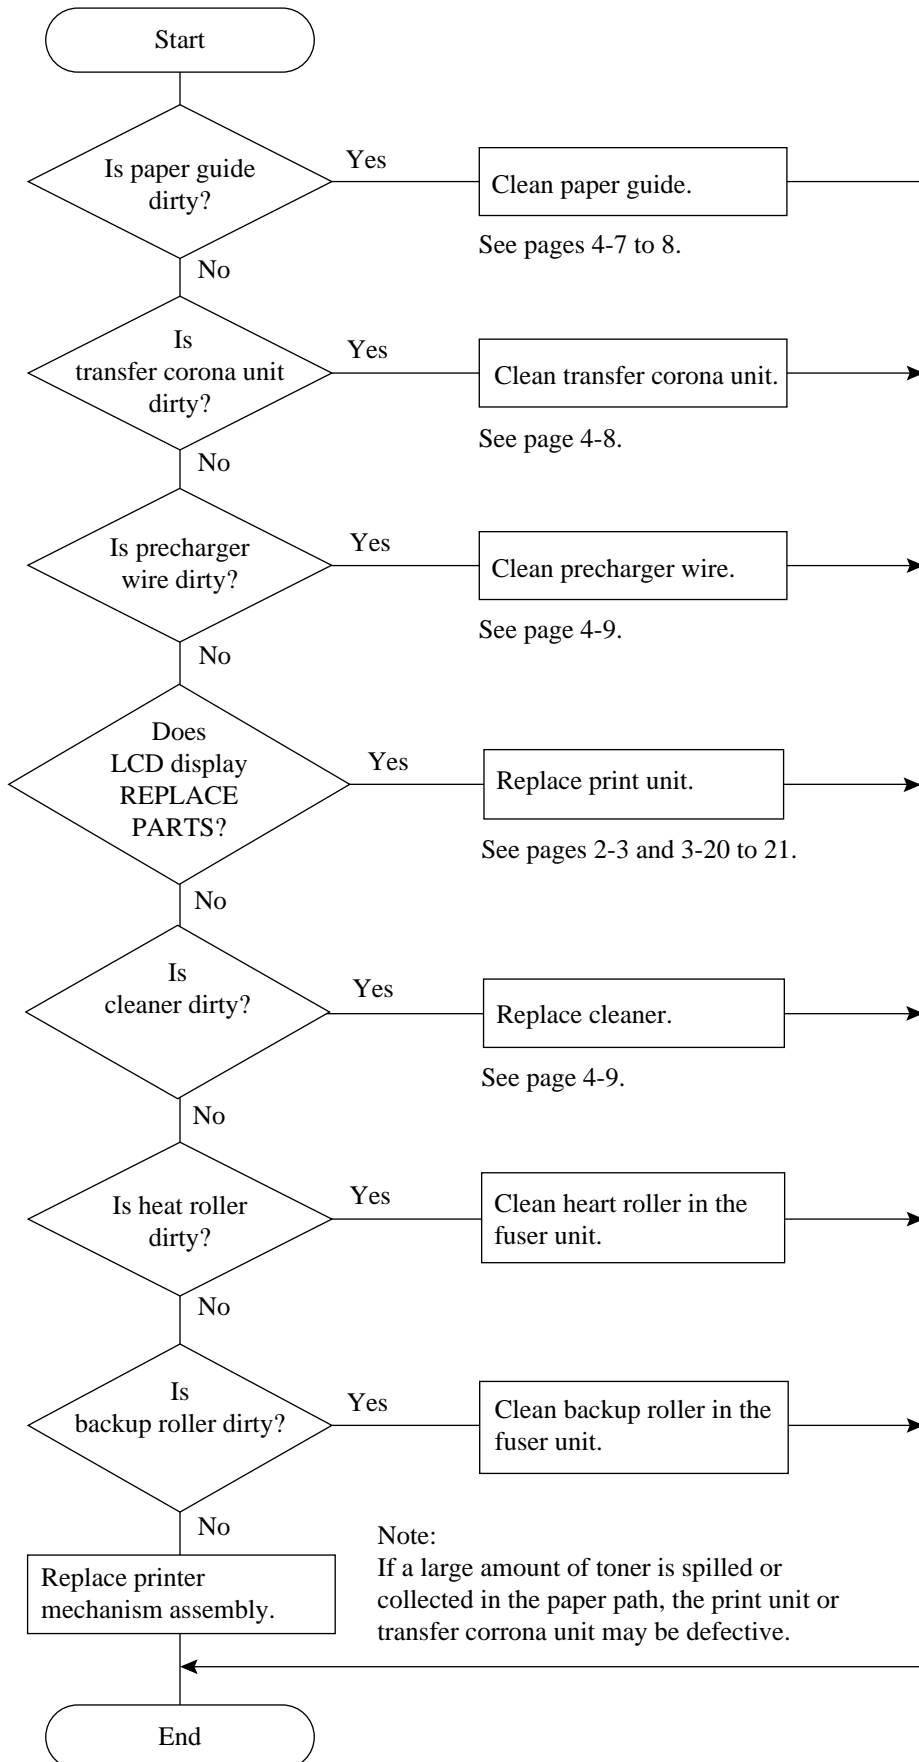 Start
Is paper guide
dirty?
Yes
Clean paper guide.
See pages 4-7 to 8.
No
Is
transfer corona unit
dirty?
Yes
Clean transfer corona unit.
See page 4-8.
No
Is precharger
wire dirty?
Yes
Clean precharger wire.
See page 4-9.
No
Does
LCD display
REPLACE
PARTS?
Yes
Replace print unit.
See pages 2-3 and 3-20 to 21.
No
Is
cleaner dirty?
Yes
Replace cleaner.
See page 4-9.
No
Is heat roller
dirty?
Yes
Clean heart roller in the
fuser unit.
No
Is
backup roller dirty?
Yes
Clean backup roller in the
fuser unit.
No
Replace printer
mechanism assembly.
Note:
If a large amount of toner is spilled or
collected in the paper path, the print unit or
transfer corrona unit may be defective.
End